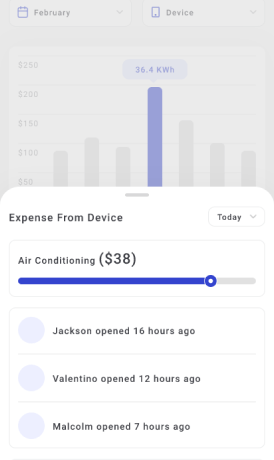 February
Device
$250
36.4 KWh
$200
$150
$100
$50
Expense From Device
Today
Air Conditioning ($38)
Jackson opened 16 hours ago
Valentino opened 12 hours ago
Malcolm opened 7 hours ago